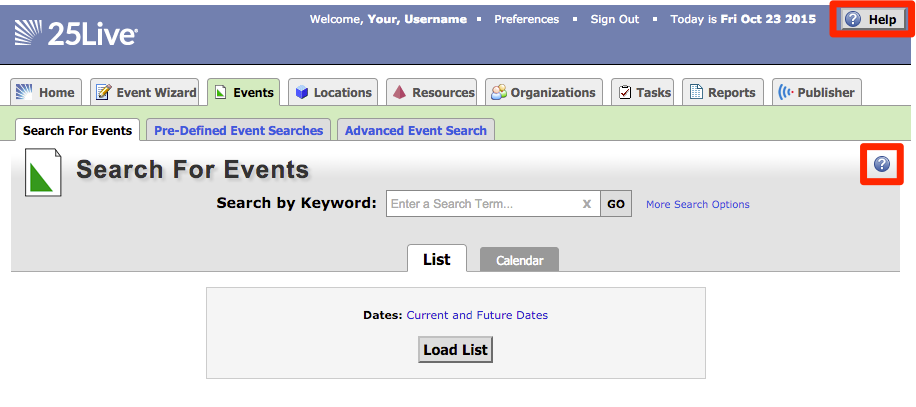 25Live
Welcome, Your, Username ▪ Preferences ▪ Sign Out ▪ Today is Fri Oct 23 2015
? Help
Home Event Wizard Events Locations Resources Organizations Tasks Reports Publisher
Search For Events Pre-Defined Event Searches Advanced Event Search
Search For Events
?
Search by Keyword: Enter a Search Term... x GO More Search Options
List Calendar
Dates: Current and Future Dates
Load List